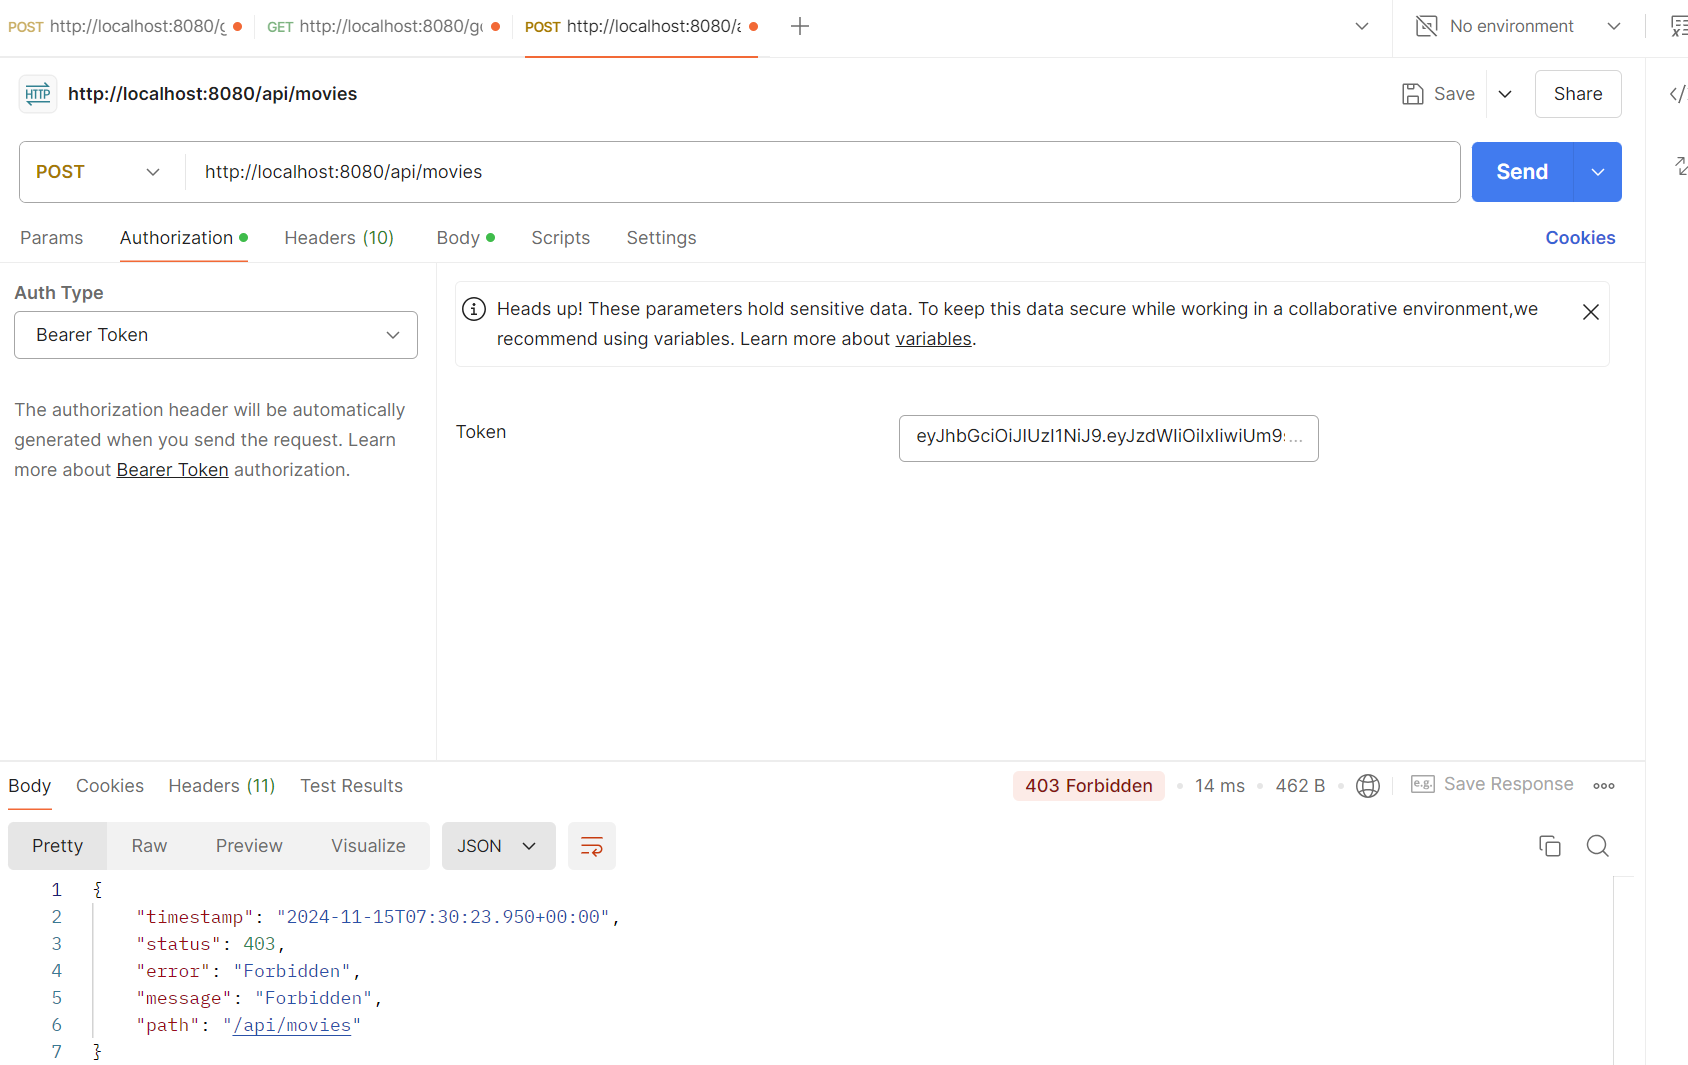 POST http://localhost:8080/g GET http://localhost:8080/g POST http://localhost:8080/a No environment
HTTP http://localhost:8080/api/movies Save Share
POST http://localhost:8080/api/movies Send
Params Authorization Headers (10) Body Scripts Settings Cookies
Auth Type
Bearer Token
The authorization header will be automatically
generated when you send the request. Learn
more about Bearer Token authorization.
Heads up! These parameters hold sensitive data. To keep this data secure while working in a collaborative environment,we
recommend using variables. Learn more about variables.
Token eyJhbGciOiJIUzI1NiJ9.eyJzdWIiOiIxIiwiUm9...
Body Cookies Headers (11) Test Results 403 Forbidden • 14 ms • 462 B • e.g. Save Response
Pretty Raw Preview Visualize JSON
1 {
2 "timestamp": "2024-11-15T07:30:23.950+00:00",
3 "status": 403,
4 "error": "Forbidden",
5 "message": "Forbidden",
6 "path": "/api/movies"
7 }